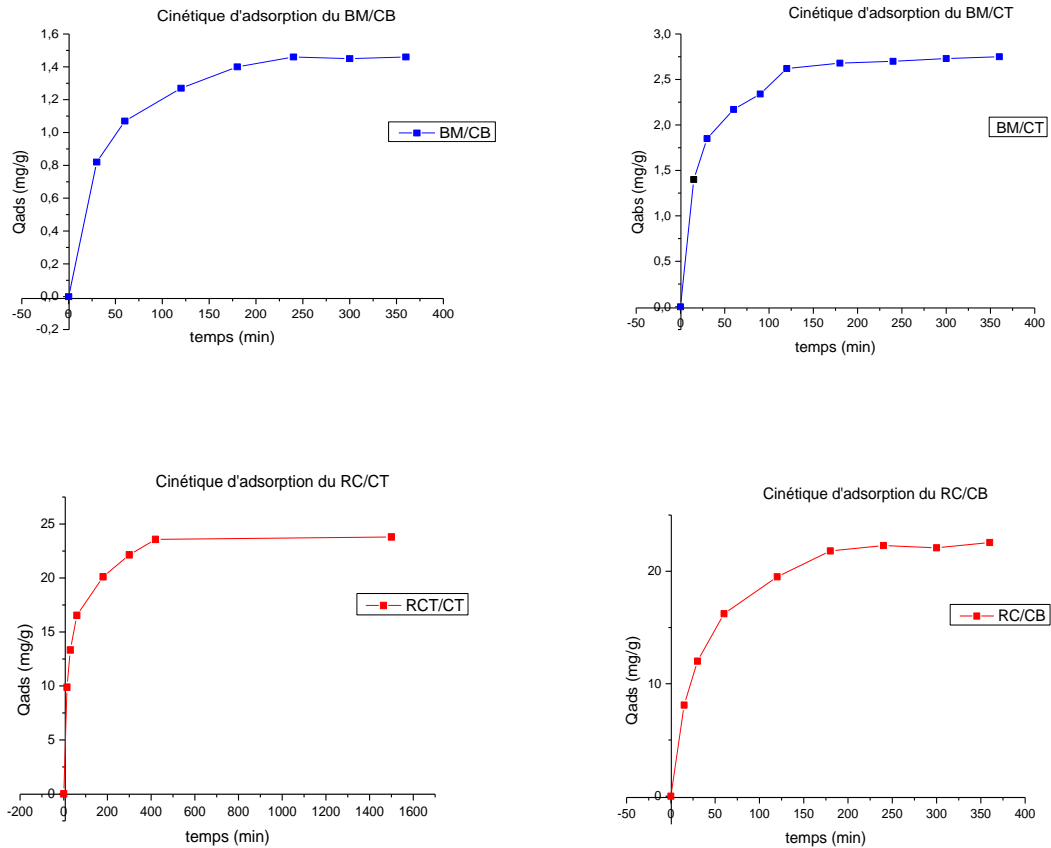 Cinétique d'adsorption du BM/CB
1,6
1,4
1,2
1,0
0,8
0,6
0,4
0,2
0,0
-0,2
Qads (mg/g)
-50 0 50 100 150 200 250 300 350 400
temps (min)
BM/CB
Cinétique d'adsorption du BM/CT
3,0
2,5
2,0
1,5
1,0
0,5
0,0
Qabs (mg/g)
-50 0 50 100 150 200 250 300 350 400
temps (min)
BM/CT
Cinétique d'adsorption du RC/CT
25
20
15
10
5
0
Qads (mg/g)
-200 0 200 400 600 800 1000 1200 1400 1600
temps (min)
RCT/CT
Cinétique d'adsorption du RC/CB
20
10
0
Qads (mg/g)
-50 0 50 100 150 200 250 300 350 400
temps (min)
RC/CB